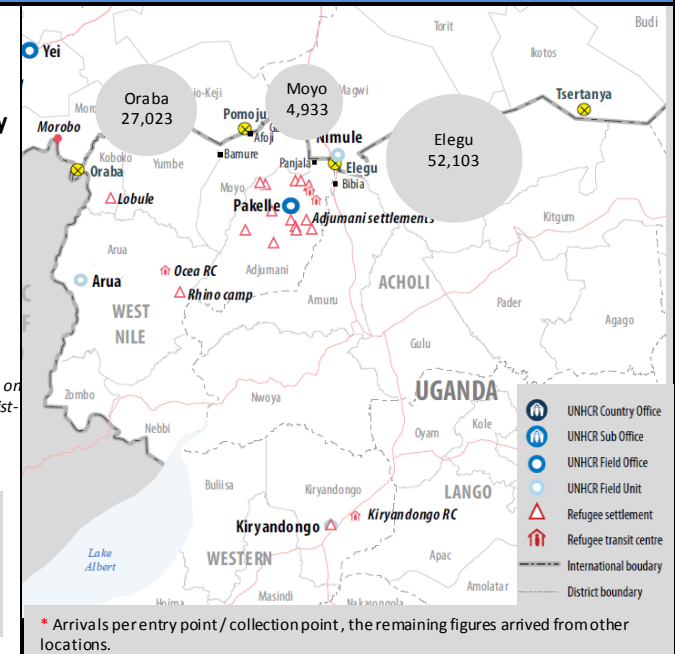 Torit
Budi
Ikotos
Yei
Tsertanya
Oraba
27,023
io-Keji
Moyo
4,933
Magwi
Elegu
52,103
y
Morobo
Pomoju
Afoji
Nimule
Koboko
Yumbe
Bamure
Panjala
Elegu
Oraba
Bibia
Moyo
Lobule
Pakelle
Adjumani settlements
Kitgum
Arua
Ocea RC
Adjumani
ACHOLI
Arua
Rhino camp
Amuru
Pader
WEST
NILE
Agago
Gulu
on
ist-
Zombo
Nwoya
UGANDA
Nebbi
Oyam
Kole
UNHCR Country Office
UNHCR Sub Office
UNHCR Field Office
UNHCR Field Unit
Refugee settlement
Refugee transit centre
International boudary
District boundary
Buliisa
Kiryandongo
LANGO
Kiryandongo
Kiryandongo RC
Lake
Albert
WESTERN
Apac
Amolatar
Hoima
Masindi
Nakasongola
* Arrivals per entry point / collection point , the remaining figures arrived from other
locations.